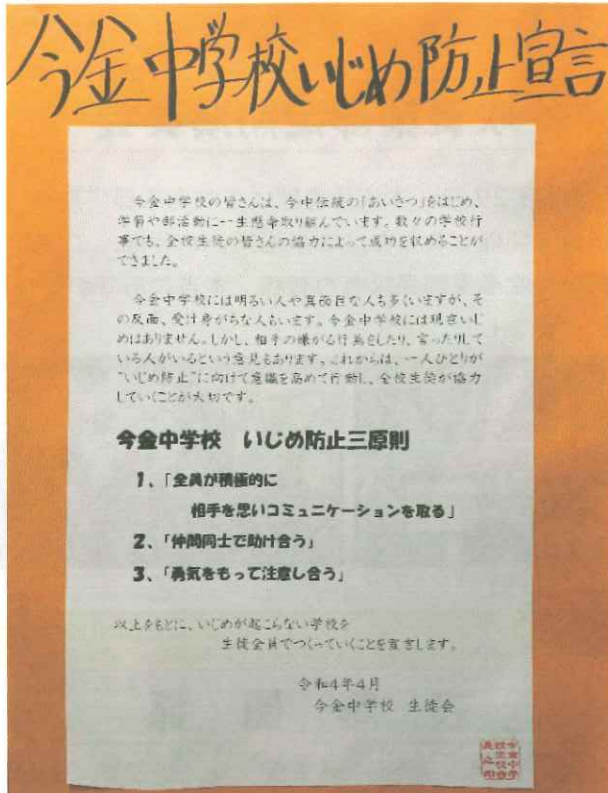 今金中学校いじめ防止宣言
今金中学校の皆さんは、今中伝統の「あいさつ」をはじめ、
学習や部活動に一生懸命取り組んでいます。数々の学校行
事でも、全校生徒の皆さんの協力によって成功を収めることが
できました。
今金中学校には明るい人や真面目な人も多くいますが、そ
の反面、受け身がちな人もいます。今金中学校には現在いじ
めはありません。しかし、相手の嫌がる行為をしたり、言ったりして
いる人がいるという意見もあります。これからは、一人ひとりが
"いじめ防止"に向けて意識を高めて行動し、全校生徒が協力
していくことが大切です。
今金中学校 いじめ防止三原則
1、「全員が積極的に
相手を思いコミュニケーションを取る」
2、「仲間同士で助け合う」
3、「勇気をもって注意し合う」
以上をもとに、いじめが起こらない学校を
生徒全員でつくっていくことを宣言します。
令和4年4月
今金中学校 生徒会